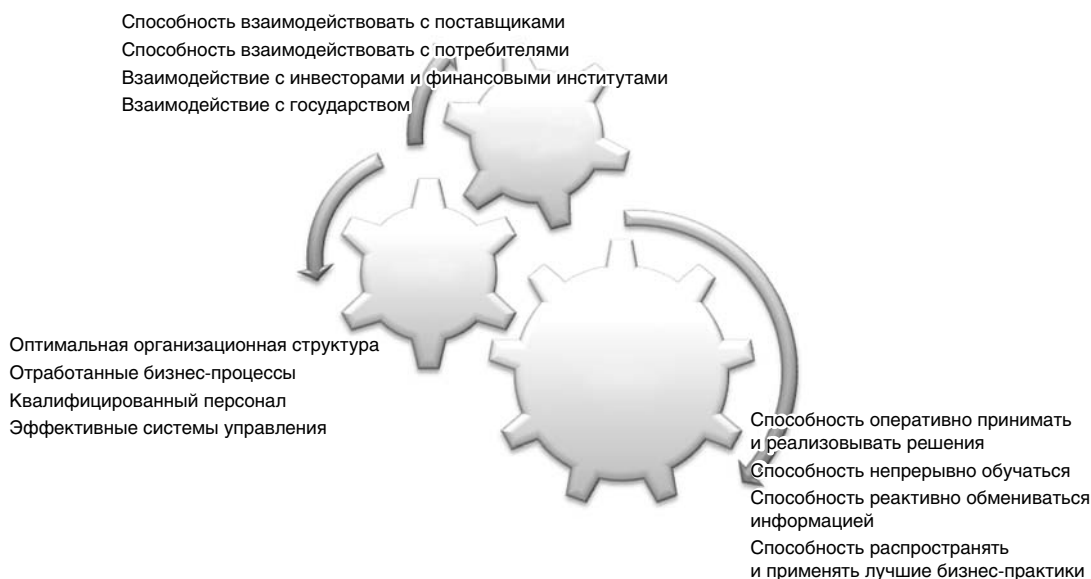 Способность взаимодействовать с поставщиками
Способность взаимодействовать с потребителями
Взаимодействие с инвесторами и финансовыми институтами
Взаимодействие с государством
Оптимальная организационная структура
Отработанные бизнес-процессы
Квалифицированный персонал
Эффективные системы управления
Способность оперативно принимать
и реализовывать решения
Способность непрерывно обучаться
Способность реактивно обмениваться
информацией
Способность распространять
и применять лучшие бизнес-практики